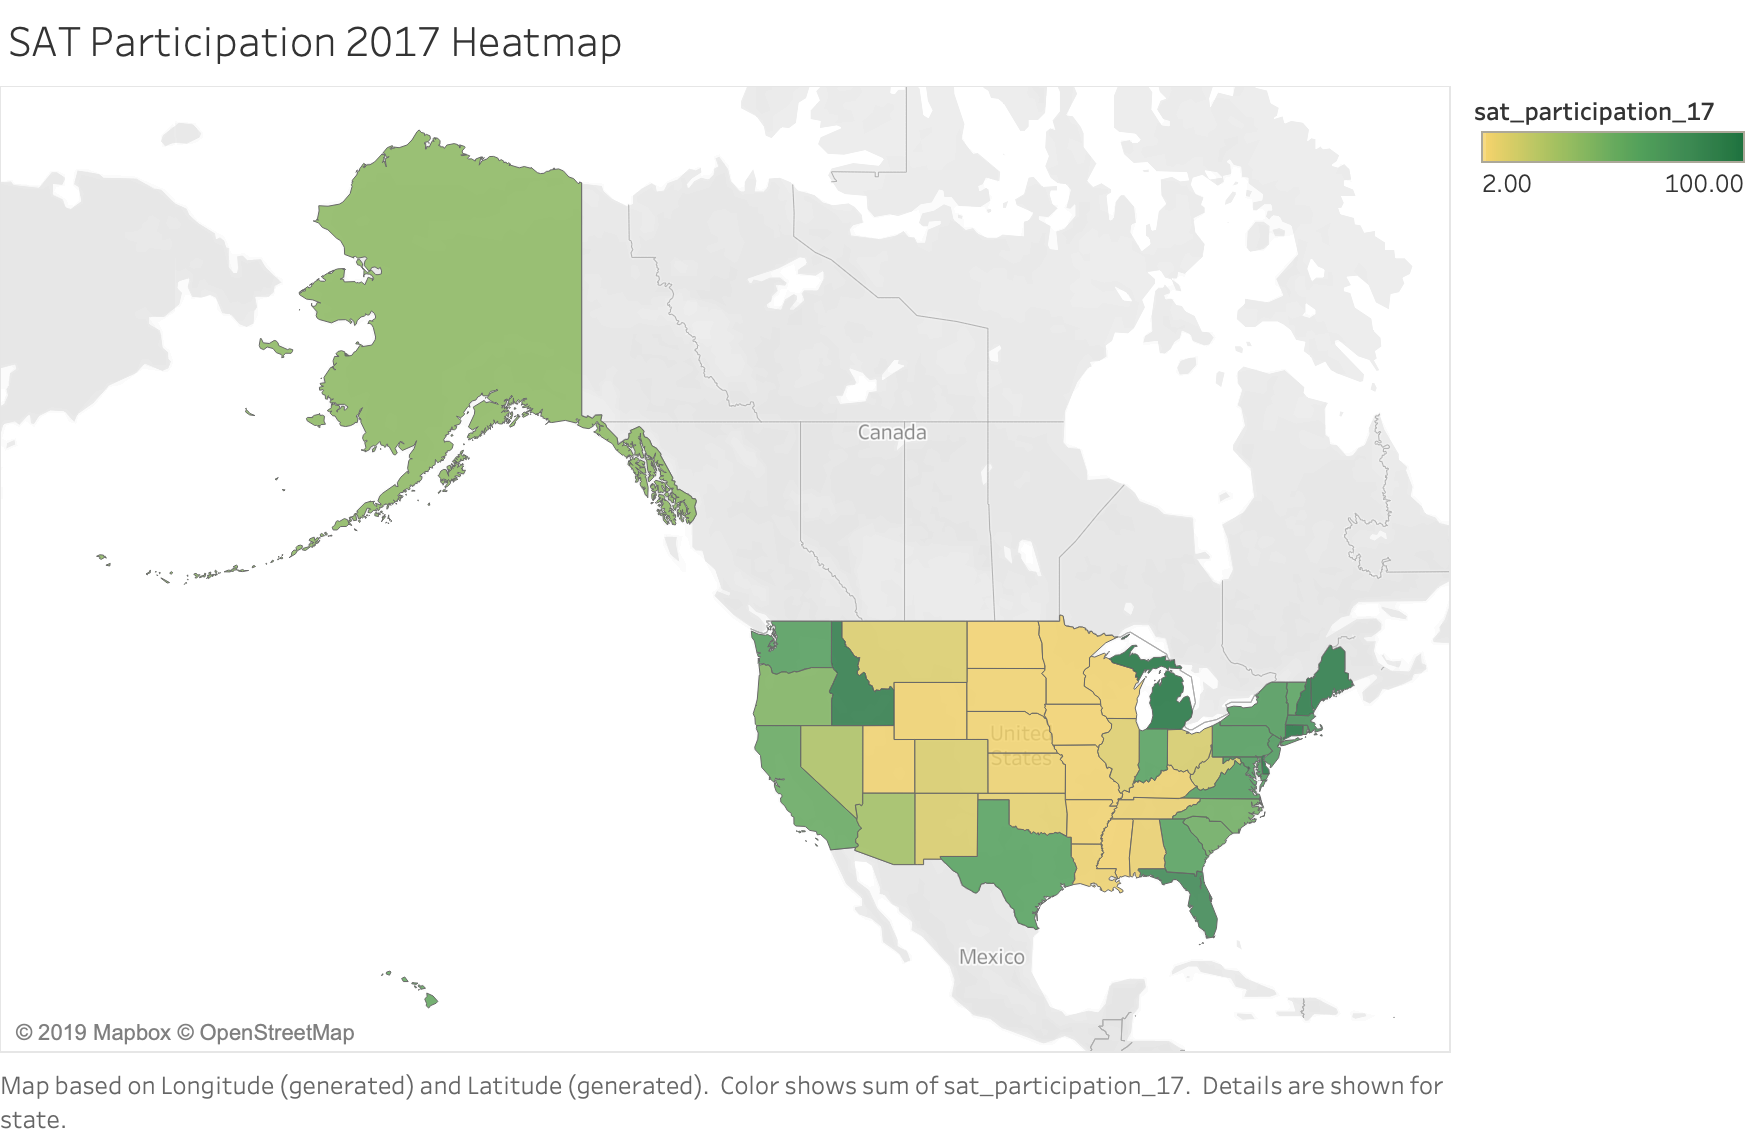 SAT Participation 2017 Heatmap
sat_participation_17
2.00 100.00
Canada
United
States
Mexico
© 2019 Mapbox © OpenStreetMap
Map based on Longitude (generated) and Latitude (generated).  Color shows sum of sat_participation_17.  Details are shown for
state.